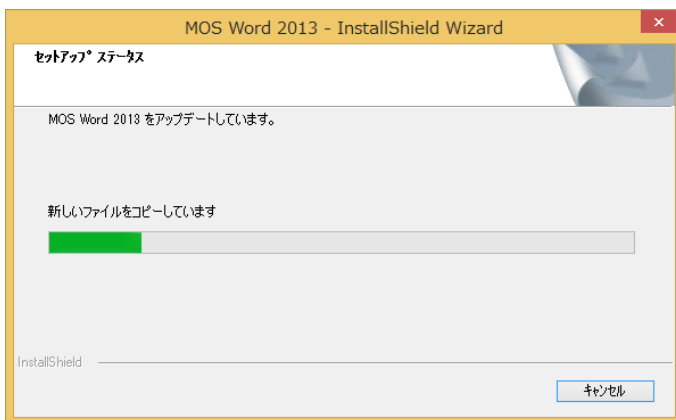 MOS Word 2013 - InstallShield Wizard
セットアップ ステータス
MOS Word 2013 をアップデートしています。
新しいファイルをコピーしています
InstallShield
キャンセル